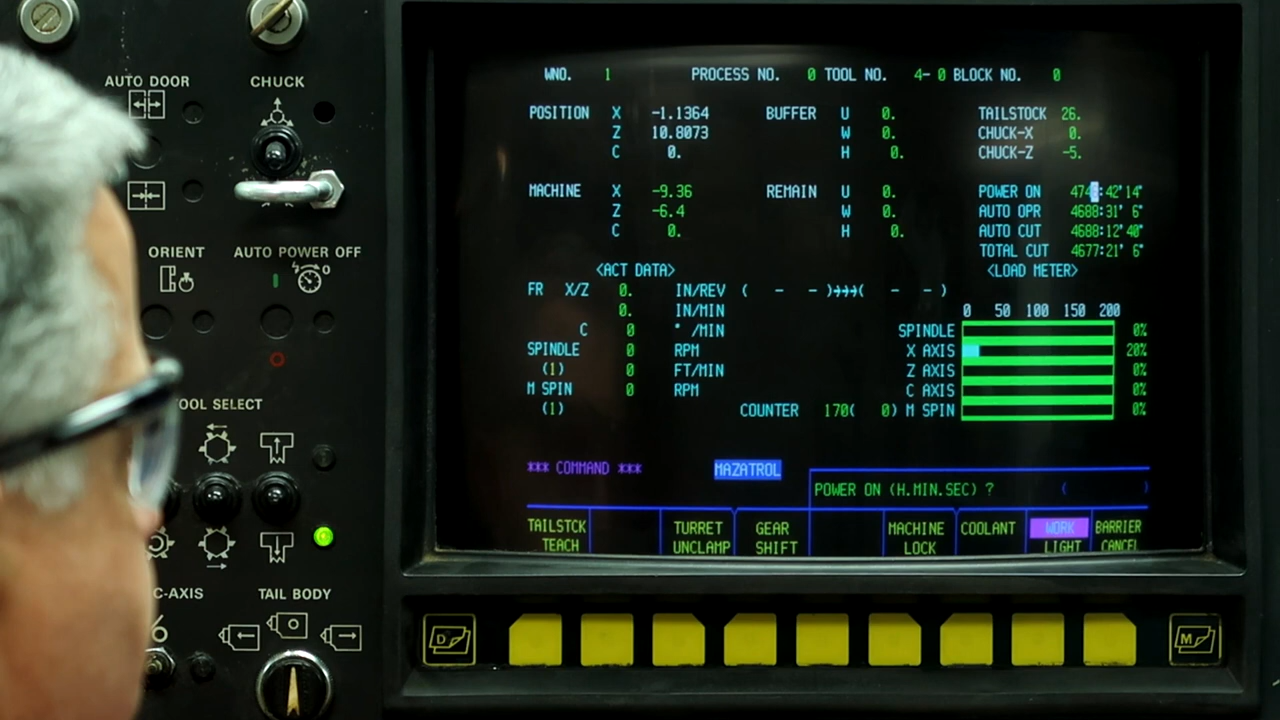 AUTO DOOR
CHUCK
ORIENT
AUTO POWER OFF
TOOL SELECT
C-AXIS
TAIL BODY
WNO. 1 PROCESS NO. 0 TOOL NO. 4- 0 BLOCK NO. 0
POSITION X -1.1364 BUFFER U 0. TAILSTOCK 26.
Z 10.8073 W 0. CHUCK-X 0.
C 0. H 0. CHUCK-Z -5.
MACHINE X -9.36 REMAIN U 0. POWER ON :42'14"
Z -6.4 W 0. AUTO OPR 4688:31' 6"
C 0. H 0. AUTO CUT 4688:12'40"
TOTAL CUT 4677:21' 6"
<ACT DATA> <LOAD METER>
FR X/Z 0. IN/REV ( - - )→→→( - - )
0. IN/MIN 0 50 100 150 200
C 0 ° /MIN SPINDLE 0%
SPINDLE 0 RPM X AXIS 20%
(1) 0 FT/MIN Z AXIS 0%
M SPIN 0 RPM C AXIS 0%
(1) COUNTER 170( 0) M SPIN 0%
*** COMMAND *** MAZATROL
POWER ON (H.MIN.SEC) ? ( )
TAILSTCK TURRET GEAR MACHINE COOLANT WORK BARRIER
TEACH UNCLAMP SHIFT LOCK LIGHT CANCEL
D M